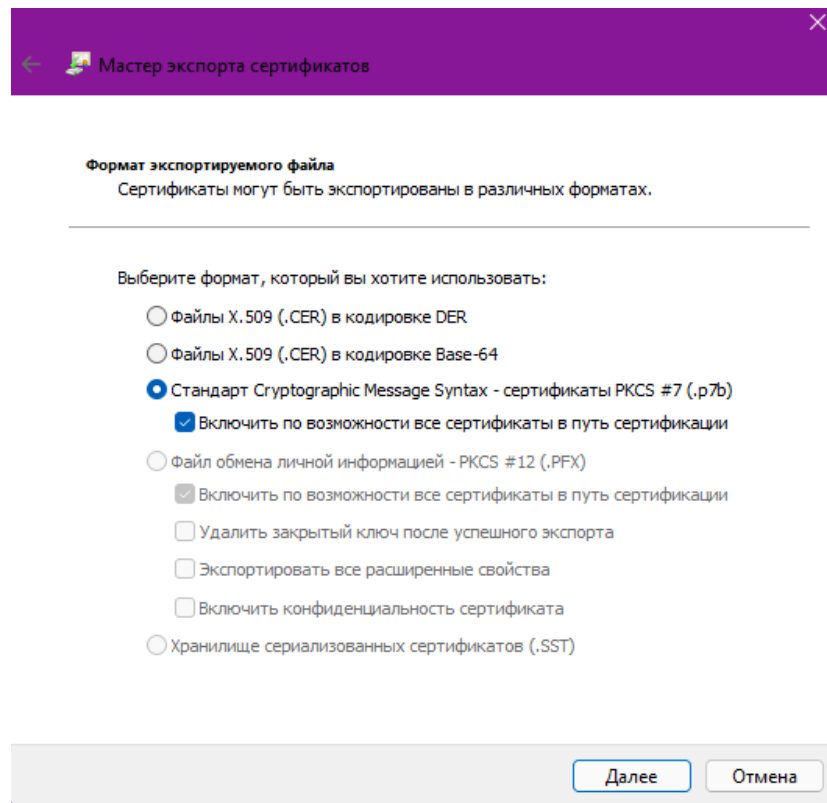 Мастер экспорта сертификатов
Формат экспортируемого файла
Сертификаты могут быть экспортированы в различных форматах.
Выберите формат, который вы хотите использовать:
Файлы X.509 (.CER) в кодировке DER
Файлы X.509 (.CER) в кодировке Base-64
Стандарт Cryptographic Message Syntax - сертификаты PKCS #7 (.p7b)
Включить по возможности все сертификаты в путь сертификации
Файл обмена личной информацией - PKCS #12 (.PFX)
Включить по возможности все сертификаты в путь сертификации
Удалить закрытый ключ после успешного экспорта
Экспортировать все расширенные свойства
Включить конфиденциальность сертификата
Хранилище сериализованных сертификатов (.SST)
Далее Отмена